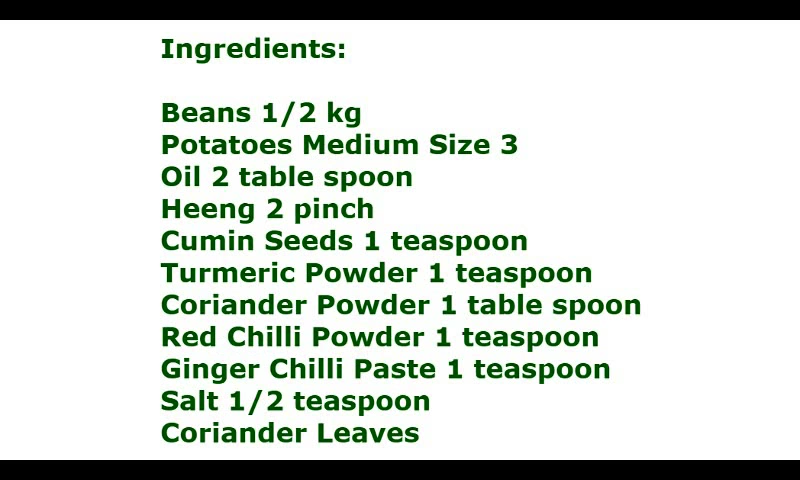 Ingredients:
Beans 1/2 kg
Potatoes Medium Size 3
Oil 2 table spoon
Heeng 2 pinch
Cumin Seeds 1 teaspoon
Turmeric Powder 1 teaspoon
Coriander Powder 1 table spoon
Red Chilli Powder 1 teaspoon
Ginger Chilli Paste 1 teaspoon
Salt 1/2 teaspoon
Coriander Leaves